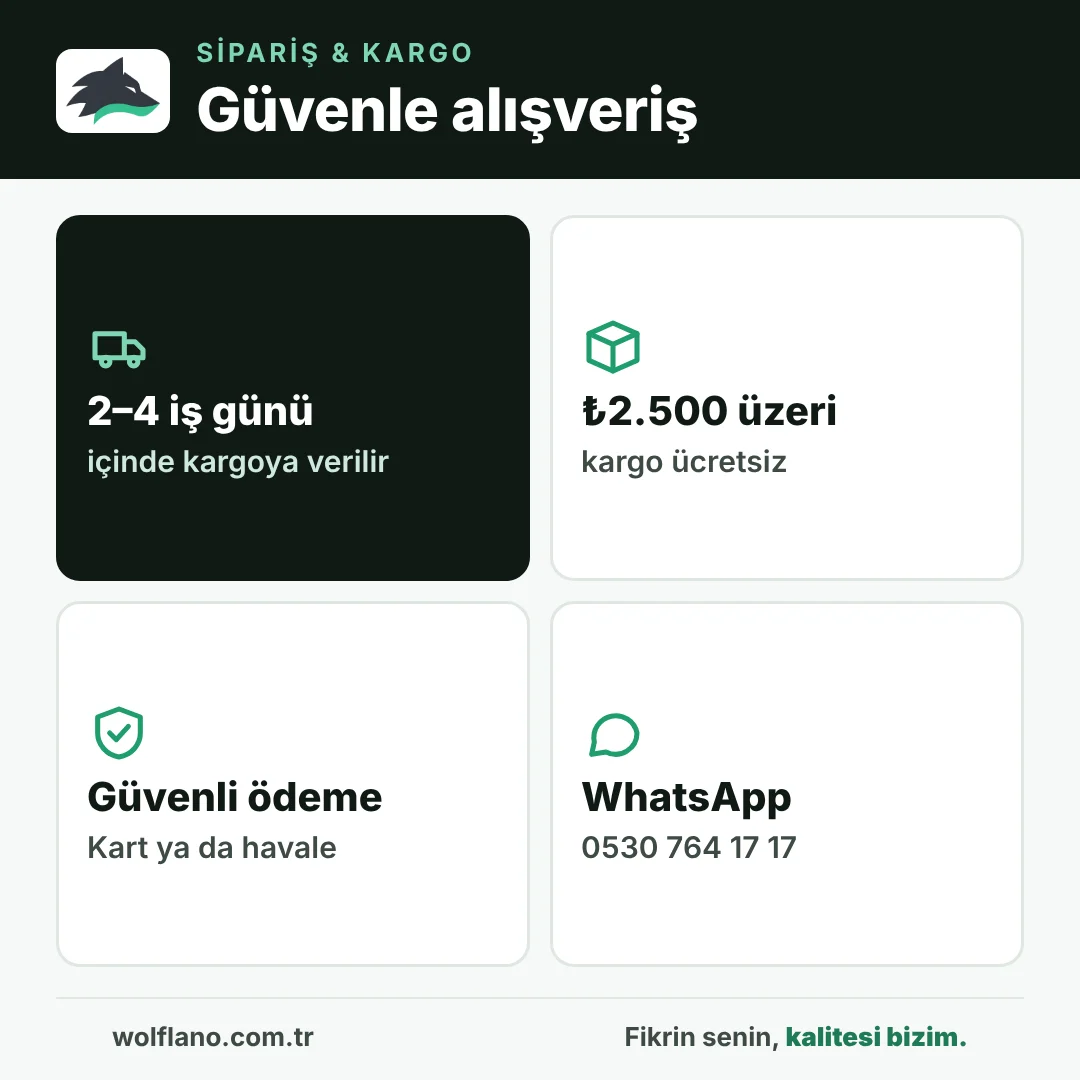 SİPARİŞ & KARGO
Güvenle alışveriş
2–4 iş günü
içinde kargoya verilir
₺2.500 üzeri
kargo ücretsiz
Güvenli ödeme
Kart ya da havale
WhatsApp
0530 764 17 17
wolflano.com.tr
Fikrin senin, kalitesi bizim.